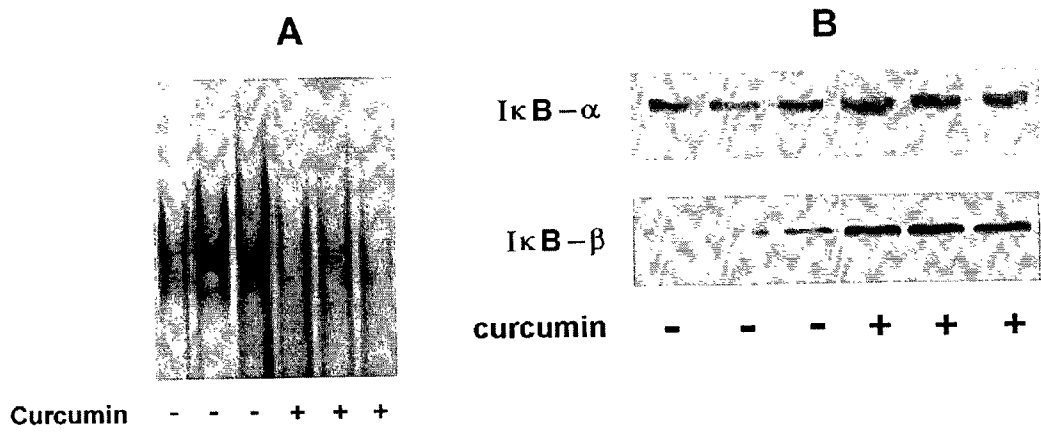 A
Curcumin - - - + + +
B
IκB-α
IκB-β
curcumin - - - + + +